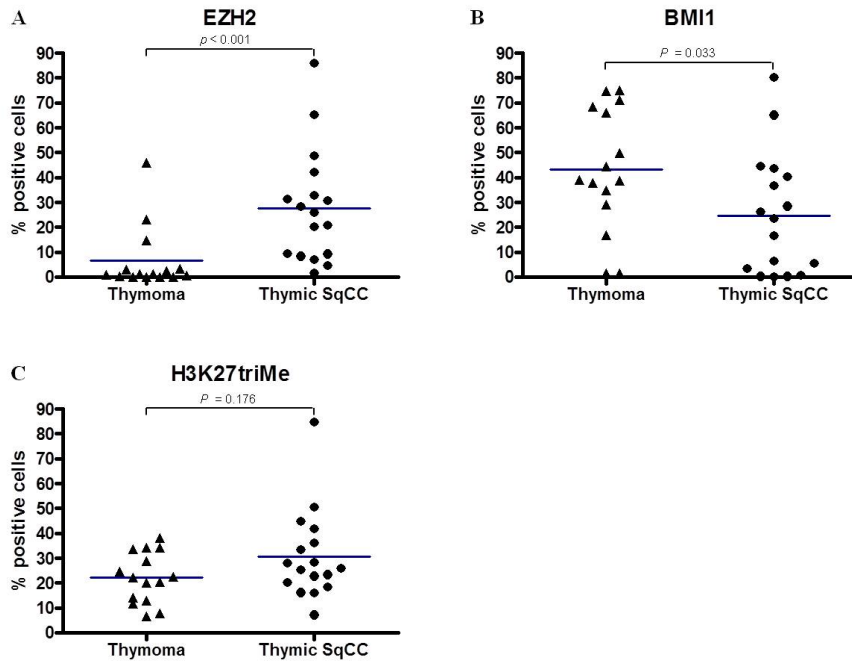 A
EZH2
p < 0.001
% positive cells
90
80
70
60
50
40
30
20
10
0
Thymoma Thymic SqCC
B
BMI1
P = 0.033
% positive cells
90
80
70
60
50
40
30
20
10
0
Thymoma Thymic SqCC
C
H3K27triMe
P = 0.176
% positive cells
90
80
70
60
50
40
30
20
10
0
Thymoma Thymic SqCC